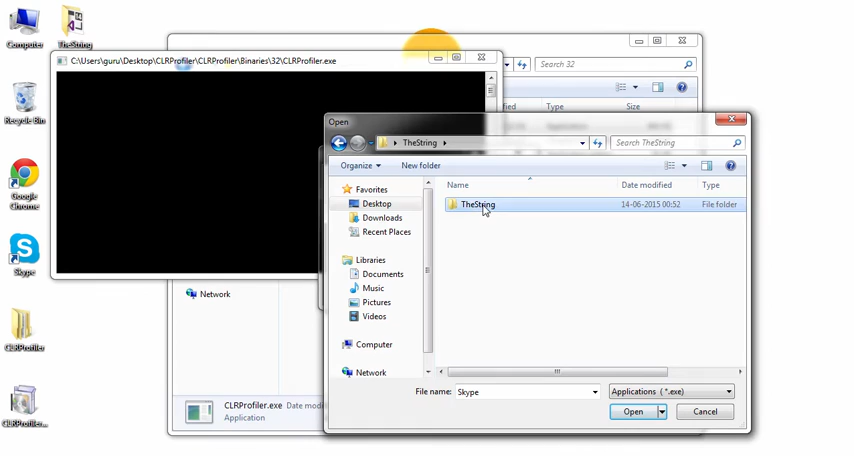 Computer
TheString
Recycle Bin
Google
Chrome
Skype
CLRProfiler
CLRProfiler...
C:\Users\guru\Desktop\CLRProfiler\CLRProfiler\Binaries\32\CLRProfiler.exe
Search 32
Type
Size
Network
CLRProfiler.exe
Application
Open
TheString
Search TheString
Organize
New folder
Favorites
Desktop
Downloads
Recent Places
Libraries
Documents
Music
Pictures
Videos
Computer
Network
Name
Date modified
Type
TheString
14-06-2015 00:52
File folder
File name:
Skype
Applications ( *.exe)
Open
Cancel